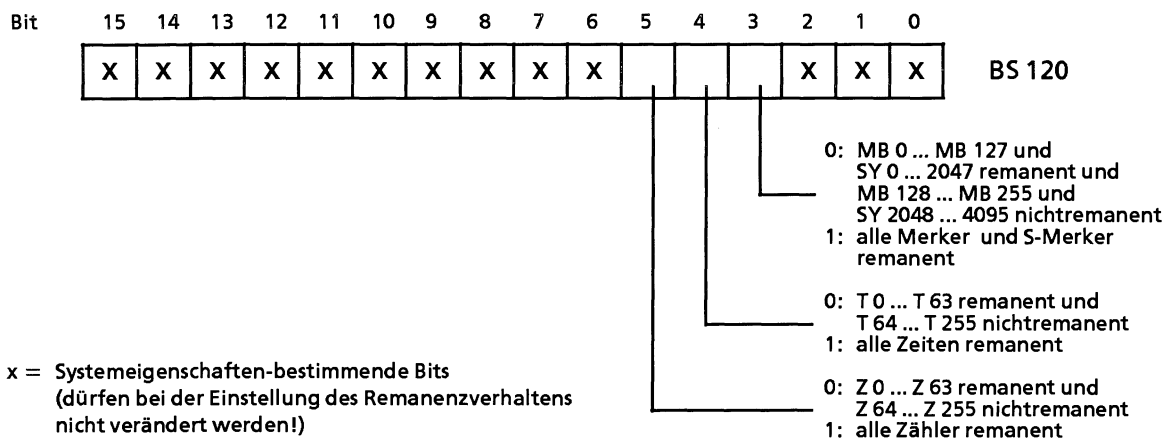 Bit 15 14 13 12 11 10 9 8 7 6 5 4 3 2 1 0
X X X X X X X X X X X X X BS 120
0: MB 0 ... MB 127 und
SY 0 ... 2047 remanent und
MB 128 ... MB 255 und
SY 2048 ... 4095 nichtremanent
1: alle Merker und S-Merker
remanent
0: T 0 ... T 63 remanent und
T 64 ... T 255 nichtremanent
1: alle Zeiten remanent
x = Systemeigenschaften-bestimmende Bits
(dürfen bei der Einstellung des Remanenzverhaltens
nicht verändert werden!)
0: Z 0 ... Z 63 remanent und
Z 64 ... Z 255 nichtremanent
1: alle Zähler remanent